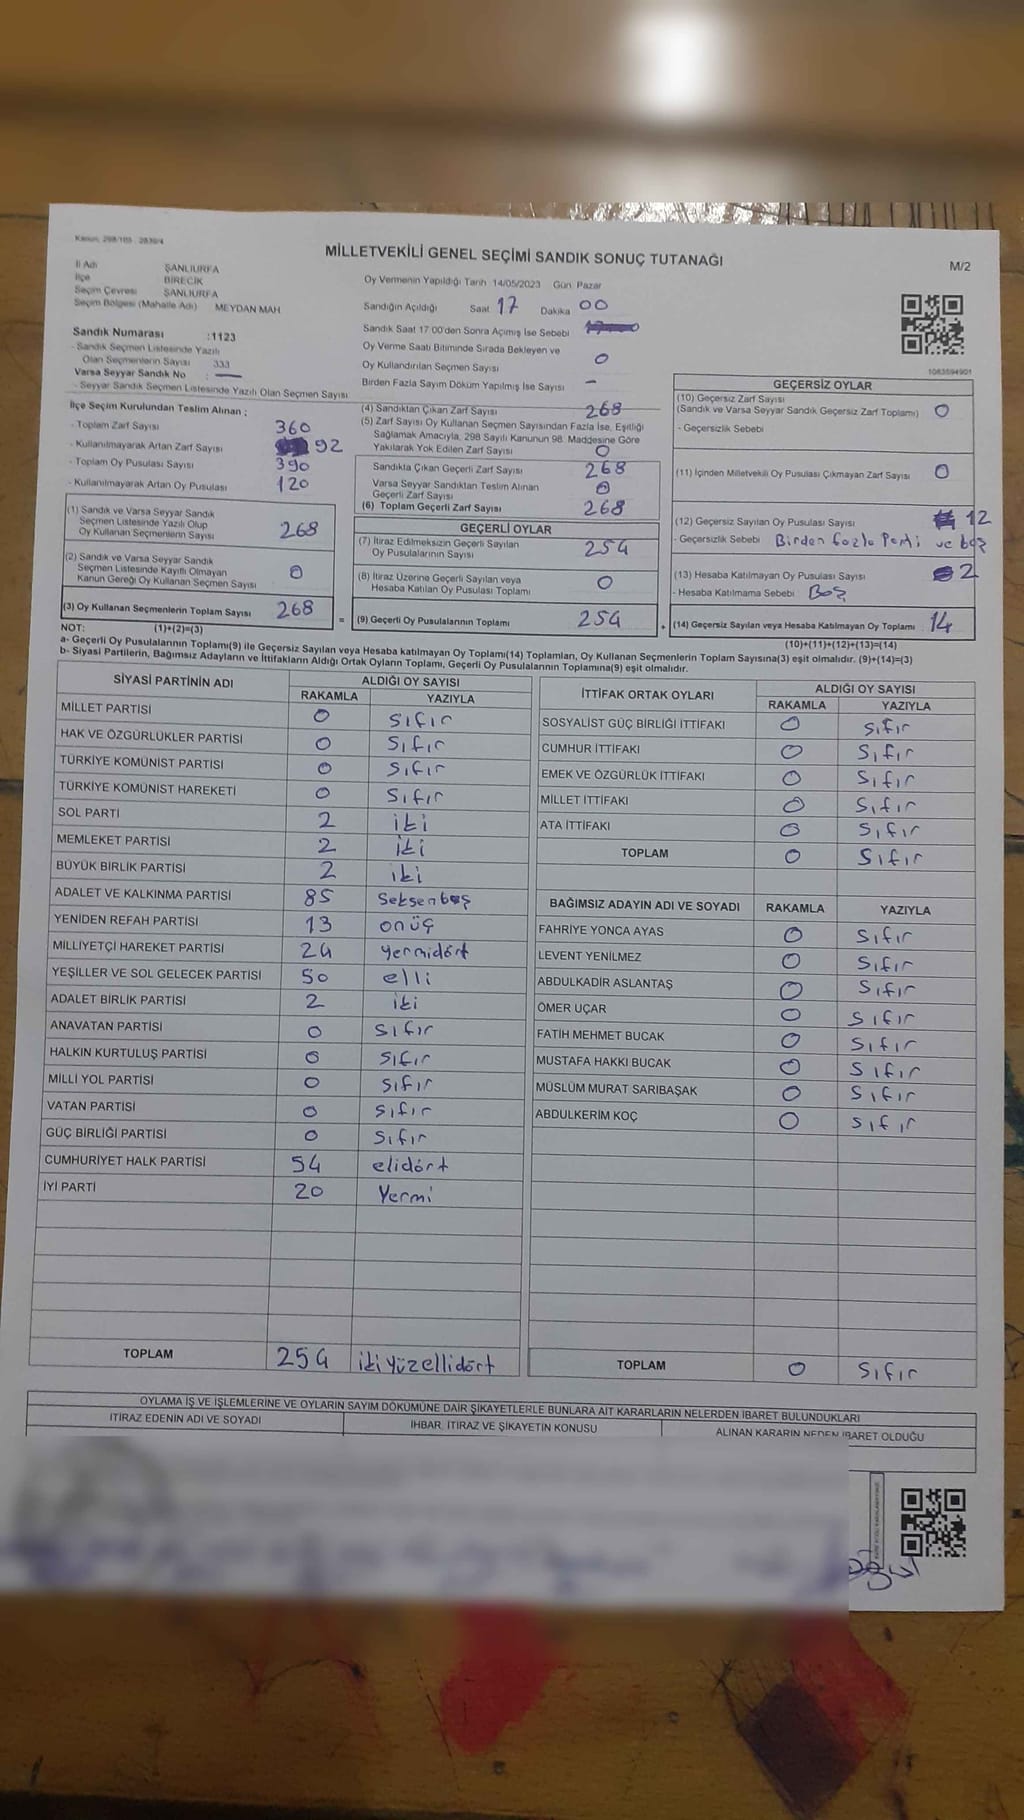 Kanun: 298/105 - 2839/4
MİLLETVEKİLİ GENEL SEÇİMİ SANDIK SONUÇ TUTANAĞI
M/2
İl Adı ŞANLIURFA
İlçe BİRECİK
Seçim Çevresi ŞANLIURFA
Seçim Bölgesi (Mahalle Adı) MEYDAN MAH
Sandık Numarası :1123
- Sandık Seçmen Listesinde Yazılı
Olan Seçmenlerin Sayısı 333
Varsa Seyyar Sandık No : —
- Seyyar Sandık Seçmen Listesinde Yazılı Olan Seçmen Sayısı
Oy Vermenin Yapıldığı Tarih 14/05/2023 Gün: Pazar
Sandığın Açıldığı Saat 17 Dakika 00
Sandık Saat 17 00'den Sonra Açımış İse Sebebi
Oy Verme Saati Bitiminde Sırada Bekleyen ve
Oy Kullandırılan Seçmen Sayısı 0
Birden Fazla Sayım Döküm Yapılmış İse Sayısı –
1083594901
İlçe Seçim Kurulundan Teslim Alınan ;
- Toplam Zarf Sayısı 360
- Kullanılmayarak Artan Zarf Sayısı 92
- Toplam Oy Pusulası Sayısı 390
- Kullanılmayarak Artan Oy Pusulası 120
(1) Sandık ve Varsa Seyyar Sandık
Seçmen Listesinde Yazılı Olup
Oy Kullanan Seçmenlerin Sayısı 268
(2) Sandık ve Varsa Seyyar Sandık
Seçmen Listesinde Kayıtlı Olmayan
Kanun Gereği Oy Kullanan Seçmen Sayısı 0
(3) Oy Kullanan Seçmenlerin Toplam Sayısı 268
(4) Sandıktan Çıkan Zarf Sayısı 268
(5) Zarf Sayısı Oy Kullanan Seçmen Sayısından Fazla İse, Eşitliği
Sağlamak Amacıyla, 298 Sayılı Kanunun 98. Maddesine Göre
Yakılarak Yok Edilen Zarf Sayısı 0
Sandıkta Çıkan Geçerli Zarf Sayısı 268
Varsa Seyyar Sandıktan Teslim Alınan
Geçerli Zarf Sayısı 0
(6) Toplam Geçerli Zarf Sayısı 268
GEÇERLİ OYLAR
(7) İtiraz Edilmeksizin Geçerli Sayılan
Oy Pusulalarının Sayısı 254
(8) İtiraz Üzerine Geçerli Sayılan veya
Hesaba Katılan Oy Pusulası Toplamı 0
= (9) Geçerli Oy Pusulalarının Toplamı 254
GEÇERSİZ OYLAR
(10) Geçersiz Zarf Sayısı
(Sandık ve Varsa Seyyar Sandık Geçersiz Zarf Toplamı) 0
- Geçersizlik Sebebi
(11) İçinden Milletvekili Oy Pusulası Çıkmayan Zarf Sayısı 0
(12) Geçersiz Sayılan Oy Pusulası Sayısı 12
- Geçersizlik Sebebi Birden fazla Parti ve boş
(13) Hesaba Katılmayan Oy Pusulası Sayısı 2
- Hesaba Katılmama Sebebi Boş
+ (14) Geçersiz Sayılan veya Hesaba Katılmayan Oy Toplamı 14
NOT: (1)+(2)=(3) (10)+(11)+(12)+(13)=(14)
a- Geçerli Oy Pusulalarının Toplamı(9) ile Geçersiz Sayılan veya Hesaba katılmayan Oy Toplamı(14) Toplamları, Oy Kullanan Seçmenlerin Toplam Sayısına(3) eşit olmalıdır. (9)+(14)=(3)
b- Siyasi Partilerin, Bağımsız Adayların ve İttifakların Aldığı Ortak Oyların Toplamı, Geçerli Oy Pusulalarının Toplamına(9) eşit olmalıdır.
SİYASİ PARTİNİN ADI ALDIĞI OY SAYISI
RAKAMLA YAZIYLA
MİLLET PARTİSİ 0 sıfır
HAK VE ÖZGÜRLÜKLER PARTİSİ 0 Sıfır
TÜRKİYE KOMÜNİST PARTİSİ 0 Sıfır
TÜRKİYE KOMÜNİST HAREKETİ 0 Sıfır
SOL PARTİ 2 iki
MEMLEKET PARTİSİ 2 iki
BÜYÜK BİRLİK PARTİSİ 2 iki
ADALET VE KALKINMA PARTİSİ 85 Seksenbeş
YENİDEN REFAH PARTİSİ 13 onüç
MİLLİYETÇİ HAREKET PARTİSİ 24 yermidört
YEŞİLLER VE SOL GELECEK PARTİSİ 50 elli
ADALET BİRLİK PARTİSİ 2 iki
ANAVATAN PARTİSİ 0 Sıfır
HALKIN KURTULUŞ PARTİSİ 0 Sıfır
MİLLİ YOL PARTİSİ 0 Sıfır
VATAN PARTİSİ 0 Sıfır
GÜÇ BİRLİĞİ PARTİSİ 0 Sıfır
CUMHURİYET HALK PARTİSİ 54 elidört
İYİ PARTİ 20 Yermi
TOPLAM 254 ikiyüzellidört
İTTİFAK ORTAK OYLARI ALDIĞI OY SAYISI
RAKAMLA YAZIYLA
SOSYALİST GÜÇ BİRLİĞİ İTTİFAKI 0 Sıfır
CUMHUR İTTİFAKI 0 Sıfır
EMEK VE ÖZGÜRLÜK İTTİFAKI 0 Sıfır
MİLLET İTTİFAKI 0 Sıfır
ATA İTTİFAKI 0 Sıfır
TOPLAM 0 Sıfır
BAĞIMSIZ ADAYIN ADI VE SOYADI RAKAMLA YAZIYLA
FAHRİYE YONCA AYAS 0 Sıfır
LEVENT YENİLMEZ 0 Sıfır
ABDULKADİR ASLANTAŞ 0 Sıfır
ÖMER UÇAR 0 Sıfır
FATİH MEHMET BUCAK 0 Sıfır
MUSTAFA HAKKI BUCAK 0 Sıfır
MÜSLÜM MURAT SARIBAŞAK 0 Sıfır
ABDULKERİM KOÇ 0 Sıfır
TOPLAM 0 Sıfır
OYLAMA İŞ VE İŞLEMLERİNE VE OYLARIN SAYIM DÖKÜMÜNE DAİR ŞİKAYETLERLE BUNLARA AİT KARARLARIN NELERDEN İBARET BULUNDUKLARI
İTİRAZ EDENİN ADI VE SOYADI İHBAR, İTİRAZ VE ŞİKAYETİN KONUSU ALINAN KARARIN NEDEN İBARET OLDUĞU